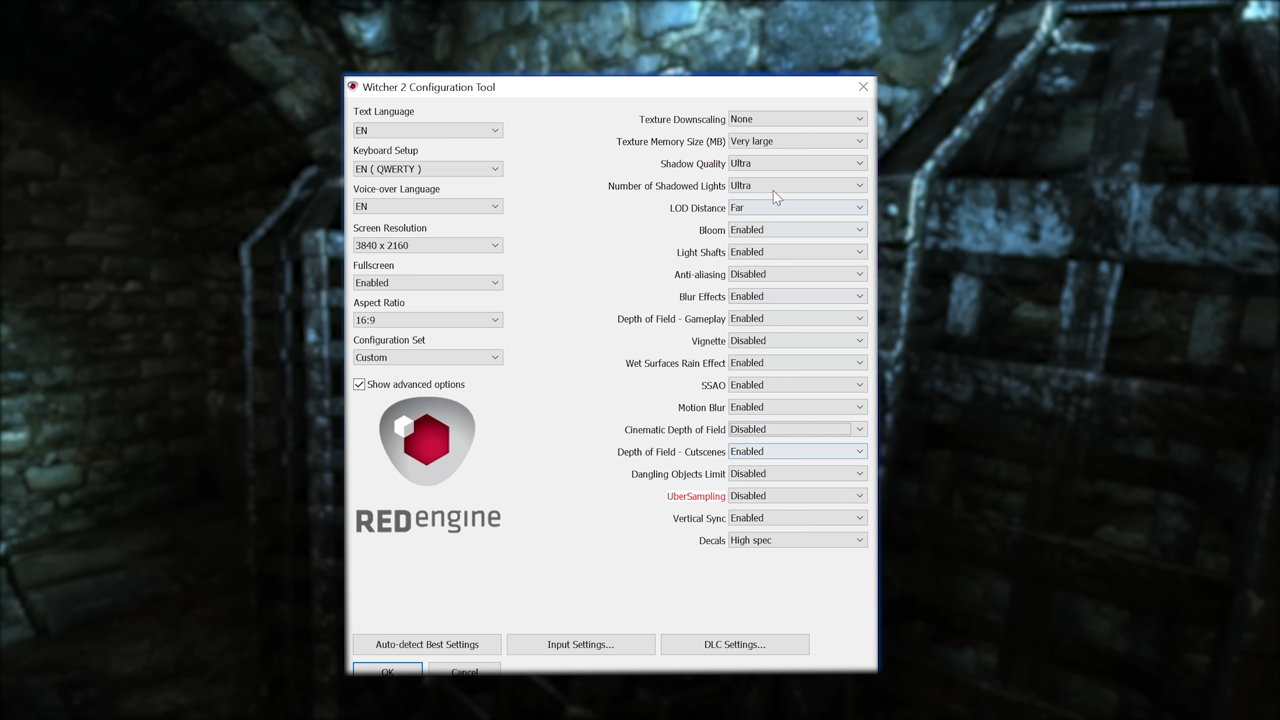 Witcher 2 Configuration Tool
Text Language
EN
Keyboard Setup
EN ( QWERTY )
Voice-over Language
EN
Screen Resolution
3840 x 2160
Fullscreen
Enabled
Aspect Ratio
16:9
Configuration Set
Custom
Show advanced options
REDengine
Texture Downscaling None
Texture Memory Size (MB) Very large
Shadow Quality Ultra
Number of Shadowed Lights Ultra
LOD Distance Far
Bloom Enabled
Light Shafts Enabled
Anti-aliasing Disabled
Blur Effects Enabled
Depth of Field - Gameplay Enabled
Vignette Disabled
Wet Surfaces Rain Effect Enabled
SSAO Enabled
Motion Blur Enabled
Cinematic Depth of Field Disabled
Depth of Field - Cutscenes Enabled
Dangling Objects Limit Disabled
UberSampling Disabled
Vertical Sync Enabled
Decals High spec
Auto-detect Best Settings Input Settings... DLC Settings...
OK Cancel